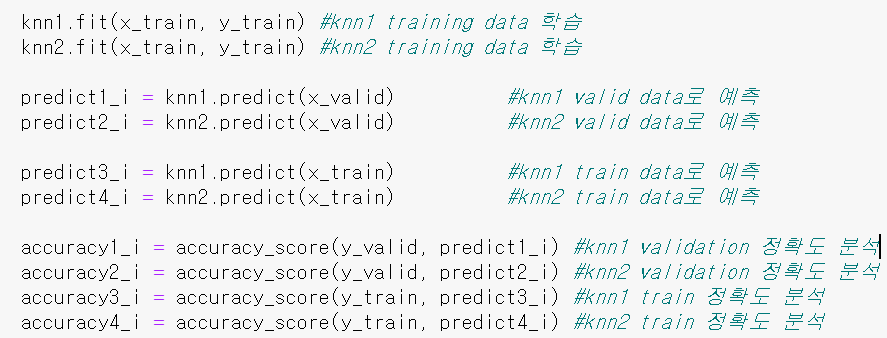 knn1.fit(x_train, y_train) #knn1 training data 학습
knn2.fit(x_train, y_train) #knn2 training data 학습
predict1_i = knn1.predict(x_valid) #knn1 valid data로 예측
predict2_i = knn2.predict(x_valid) #knn2 valid data로 예측
predict3_i = knn1.predict(x_train) #knn1 train data로 예측
predict4_i = knn2.predict(x_train) #knn2 train data로 예측
accuracy1_i = accuracy_score(y_valid, predict1_i) #knn1 validation 정확도 분석
accuracy2_i = accuracy_score(y_valid, predict2_i) #knn2 validation 정확도 분석
accuracy3_i = accuracy_score(y_train, predict3_i) #knn1 train 정확도 분석
accuracy4_i = accuracy_score(y_train, predict4_i) #knn2 train 정확도 분석